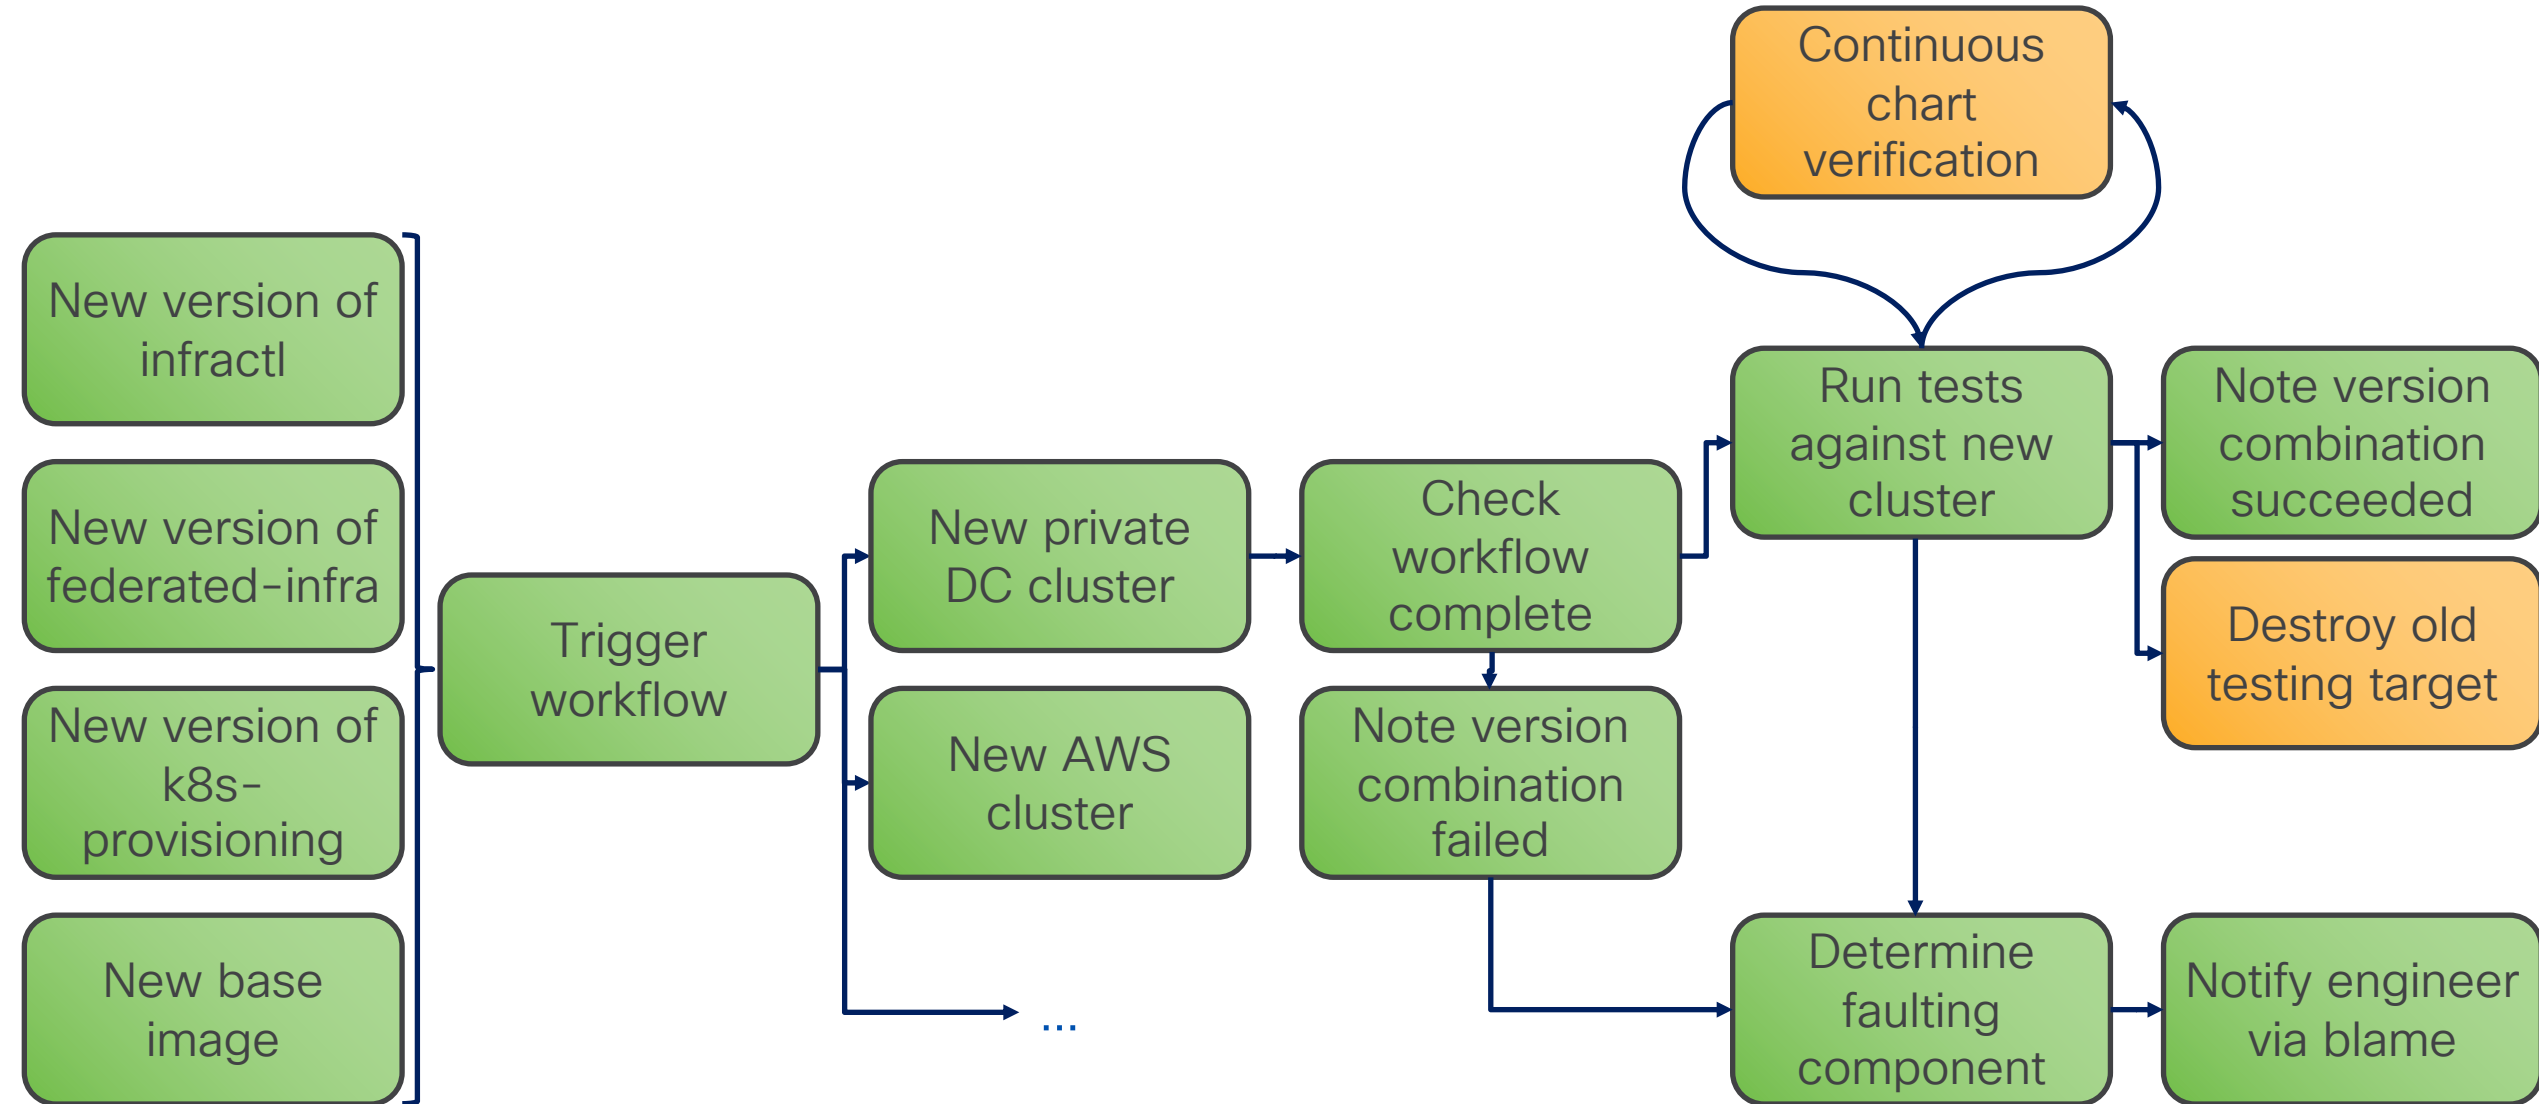 Continuous
chart
verification
New version of
infractl
New version of
federated-infra
New version of
k8s-
provisioning
New base
image
Trigger
workflow
New private
DC cluster
New AWS
cluster
...
Check
workflow
complete
Note version
combination
failed
Run tests
against new
cluster
Note version
combination
succeeded
Destroy old
testing target
Determine
faulting
component
Notify engineer
via blame